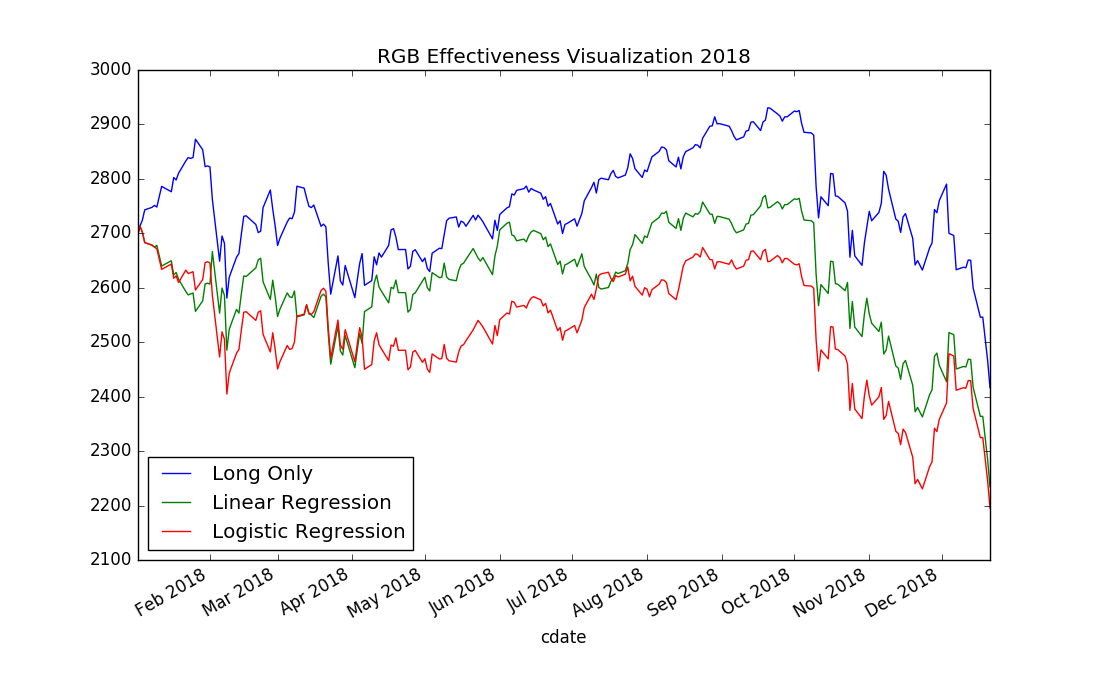 RGB Effectiveness Visualization 2018
3000
2900
2800
2700
2600
2500
2400
2300
2200
2100
Long Only
Linear Regression
Logistic Regression
Feb 2018
Mar 2018
Apr 2018
May 2018
Jun 2018
Jul 2018
Aug 2018
Sep 2018
Oct 2018
Nov 2018
Dec 2018
cdate